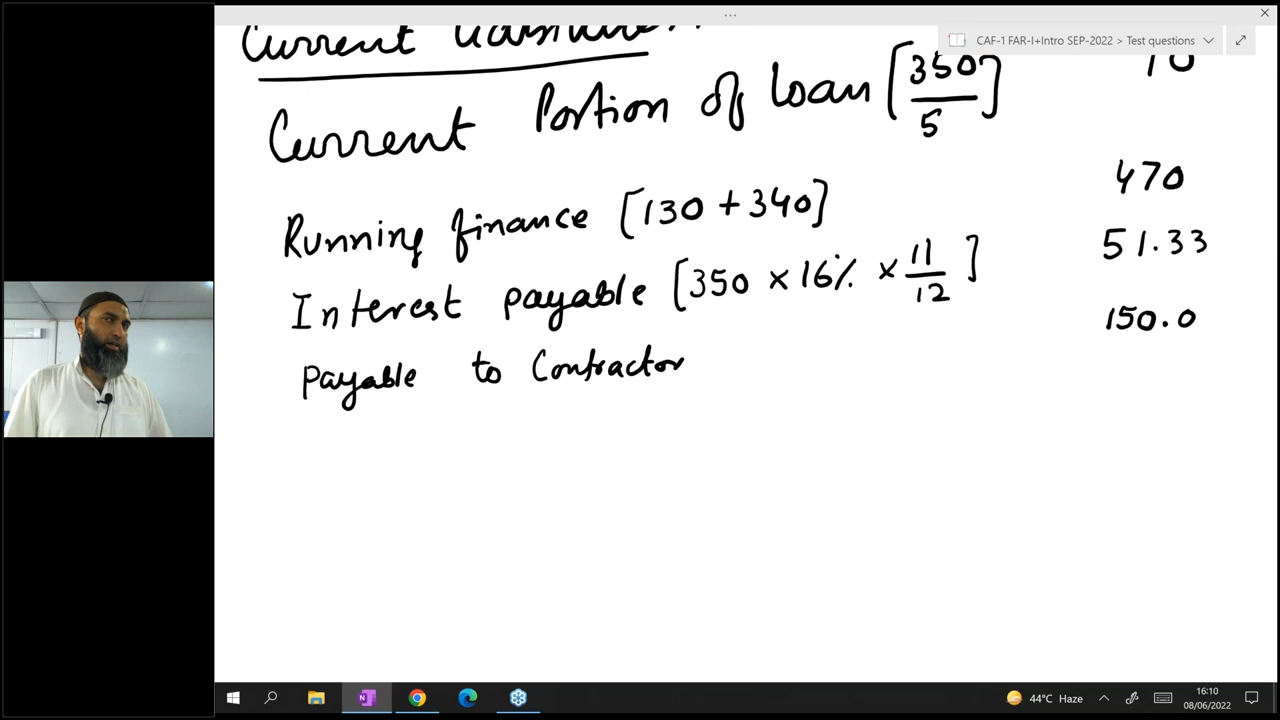 CAF-1 FAR-I+Intro SEP-2022 > Test questions
Current
Current Portion of loan [350/5] 70
Running finance [130 + 340] 470
Interest payable [350 × 16% × 11/12] 51.33
Payable to Contractor 150.0
44°C Haze
16:10
08/06/2022